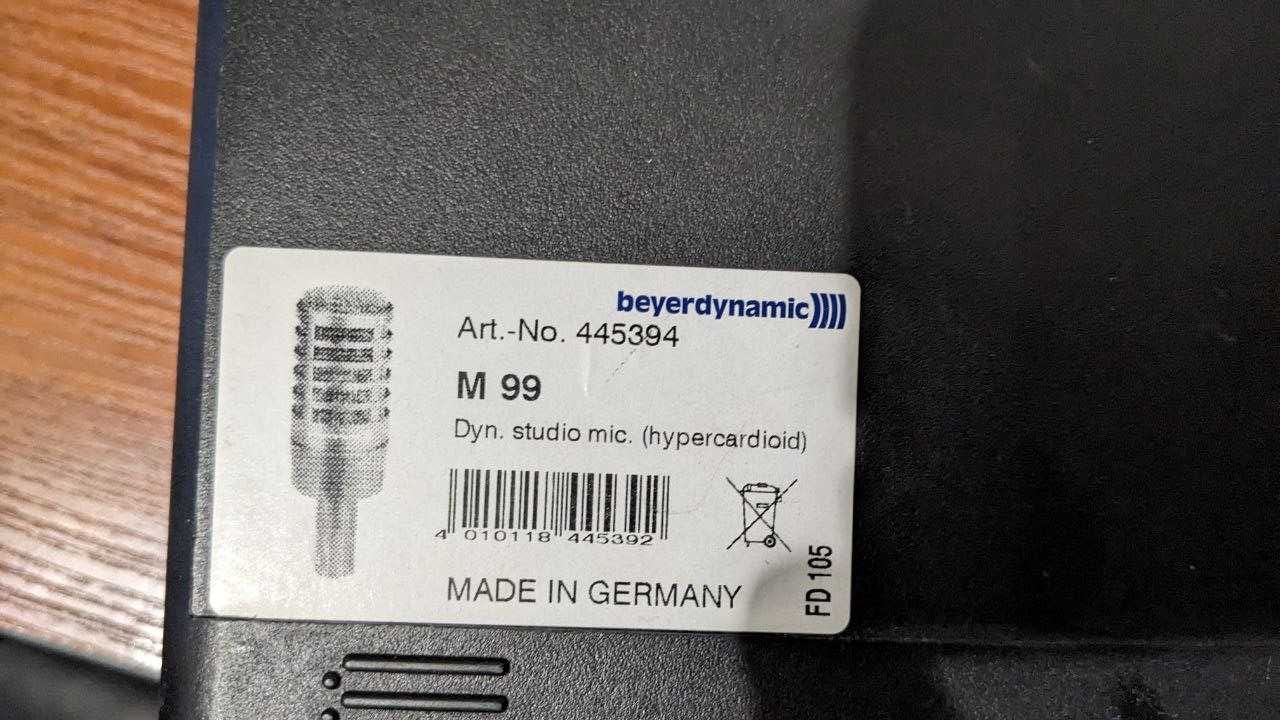 beyerdynamic))))
Art.-No. 445394
M 99
Dyn. studio mic. (hypercardioid)
4 010118 445392
MADE IN GERMANY
FD 105